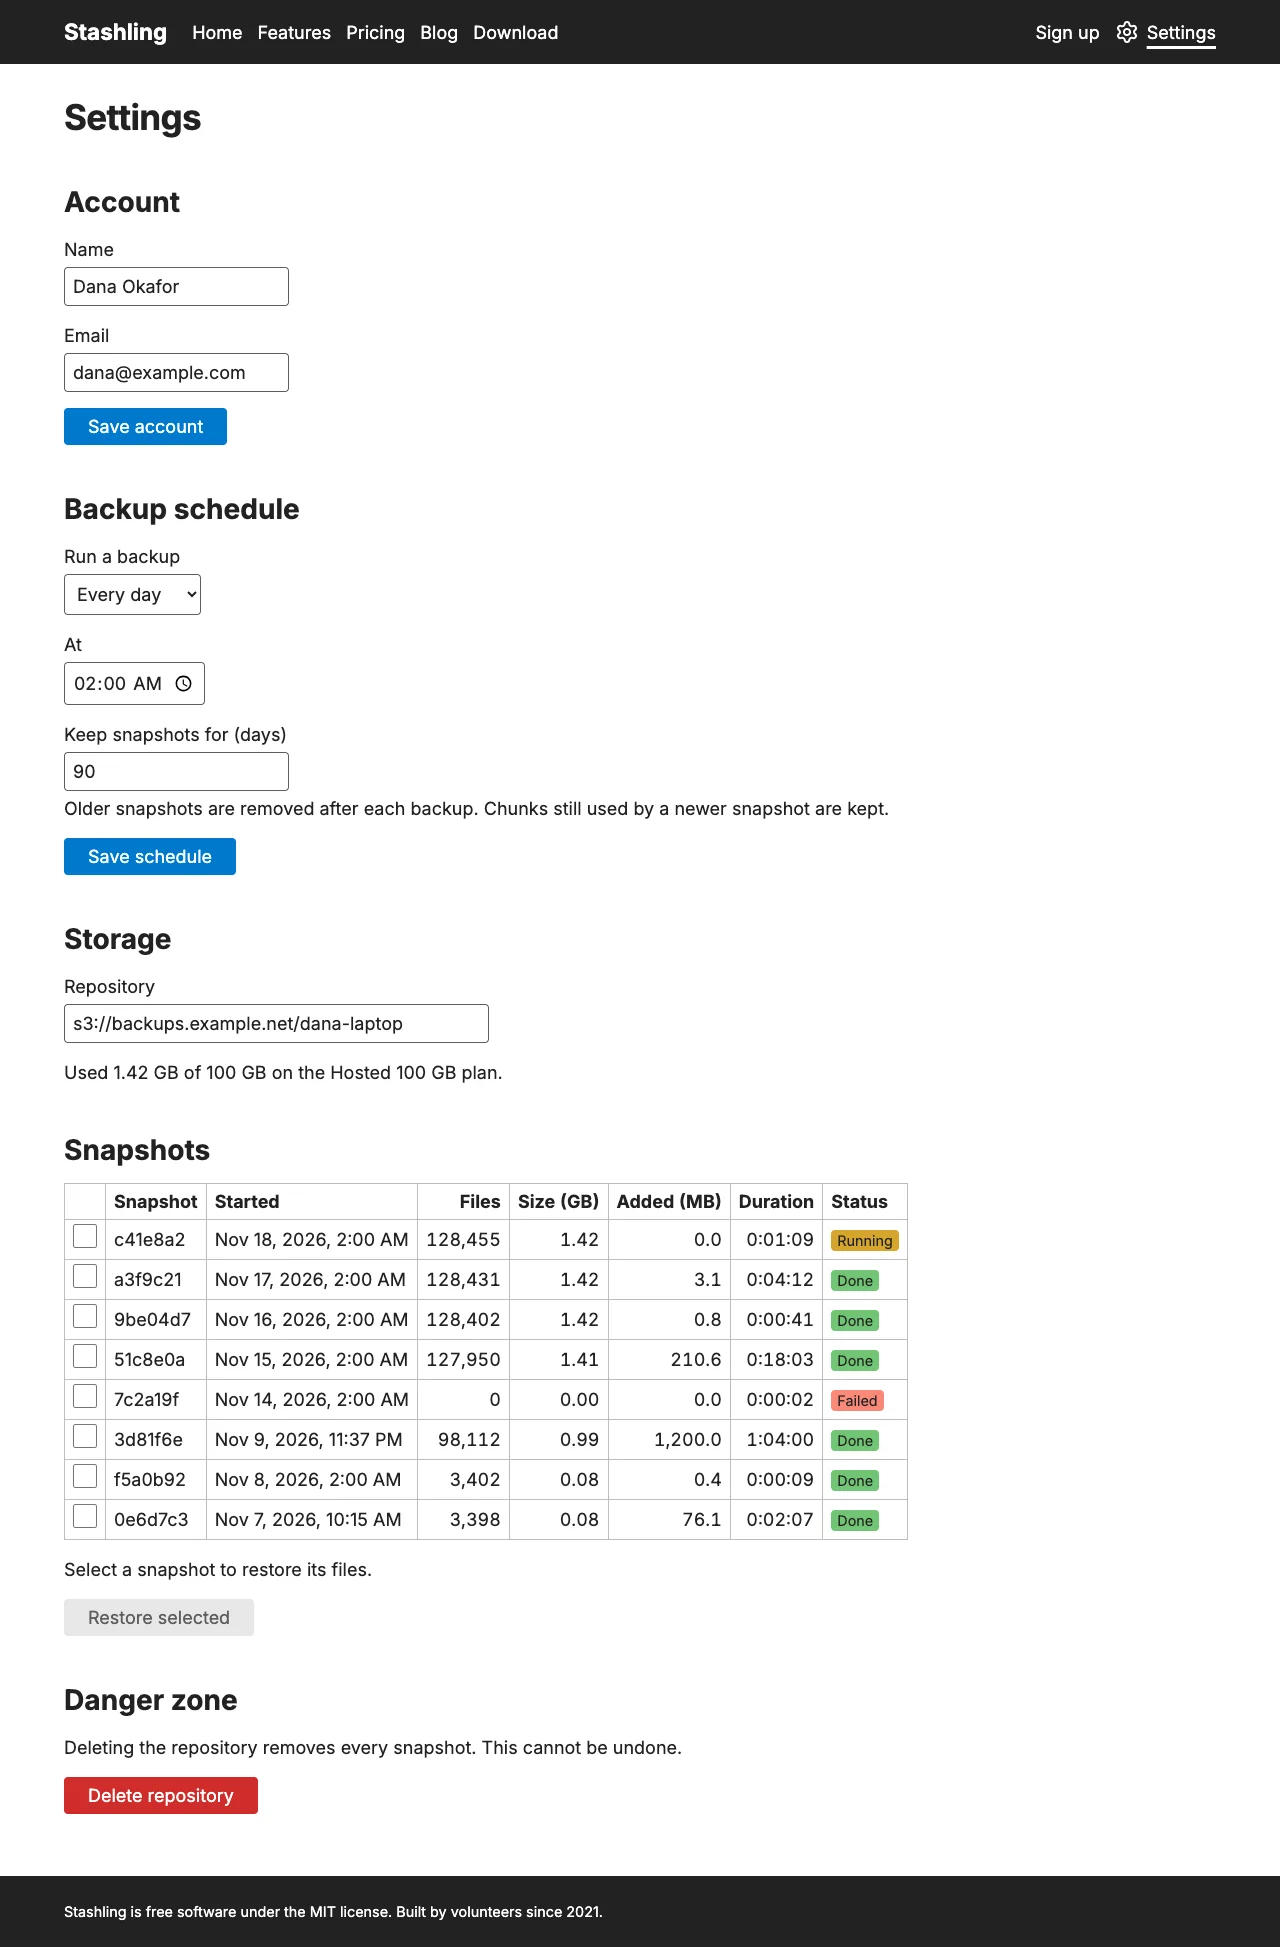 Stashling Home Features Pricing Blog Download Sign up Settings
Settings
Account
Name
Dana Okafor
Email
dana@example.com
Save account
Backup schedule
Run a backup
Every day
At
02:00 AM
Keep snapshots for (days)
90
Older snapshots are removed after each backup. Chunks still used by a newer snapshot are kept.
Save schedule
Storage
Repository
s3://backups.example.net/dana-laptop
Used 1.42 GB of 100 GB on the Hosted 100 GB plan.
Snapshots
Snapshot Started Files Size (GB) Added (MB) Duration Status
c41e8a2 Nov 18, 2026, 2:00 AM 128,455 1.42 0.0 0:01:09 Running
a3f9c21 Nov 17, 2026, 2:00 AM 128,431 1.42 3.1 0:04:12 Done
9be04d7 Nov 16, 2026, 2:00 AM 128,402 1.42 0.8 0:00:41 Done
51c8e0a Nov 15, 2026, 2:00 AM 127,950 1.41 210.6 0:18:03 Done
7c2a19f Nov 14, 2026, 2:00 AM 0 0.00 0.0 0:00:02 Failed
3d81f6e Nov 9, 2026, 11:37 PM 98,112 0.99 1,200.0 1:04:00 Done
f5a0b92 Nov 8, 2026, 2:00 AM 3,402 0.08 0.4 0:00:09 Done
0e6d7c3 Nov 7, 2026, 10:15 AM 3,398 0.08 76.1 0:02:07 Done
Select a snapshot to restore its files.
Restore selected
Danger zone
Deleting the repository removes every snapshot. This cannot be undone.
Delete repository
Stashling is free software under the MIT license. Built by volunteers since 2021.